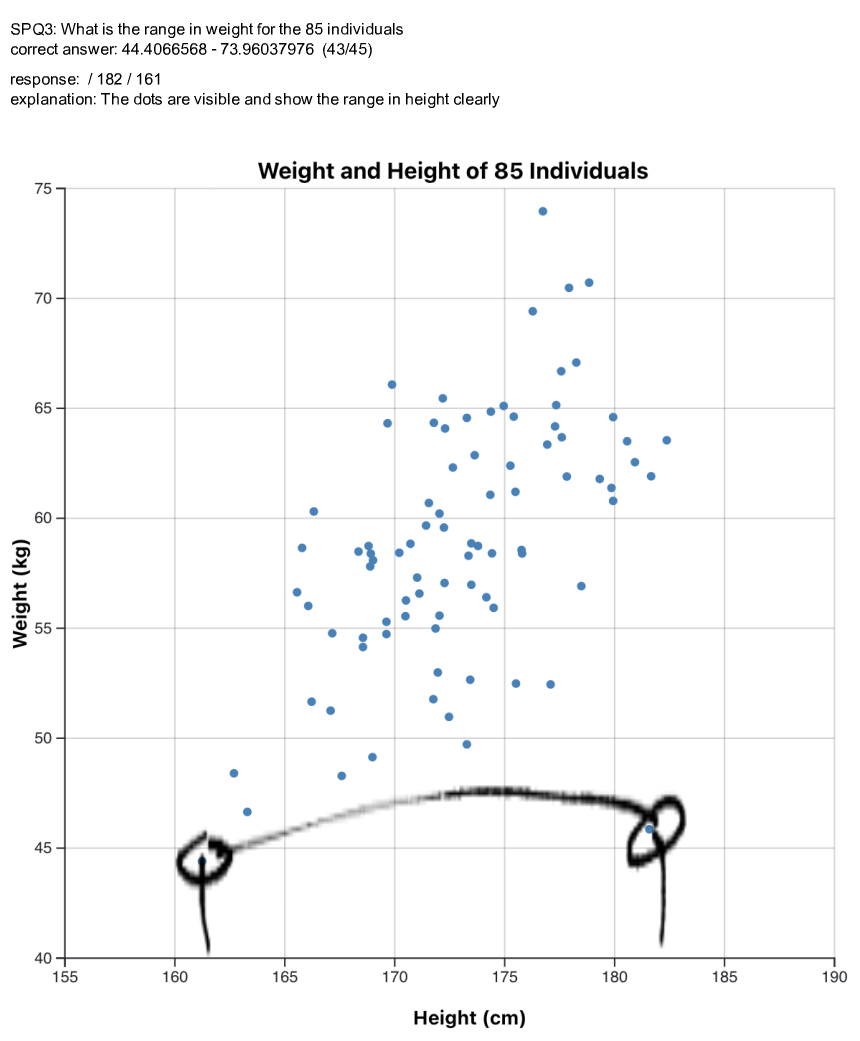 SPQ3: What is the range in weight for the 85 individuals
correct answer: 44.4066568 - 73.96037976 (43/45)
response: / 182 / 161
explanation: The dots are visible and show the range in height clearly
Weight and Height of 85 Individuals
75
70
65
60
55
50
45
40
Weight (kg)
155 160 165 170 175 180 185 190
Height (cm)